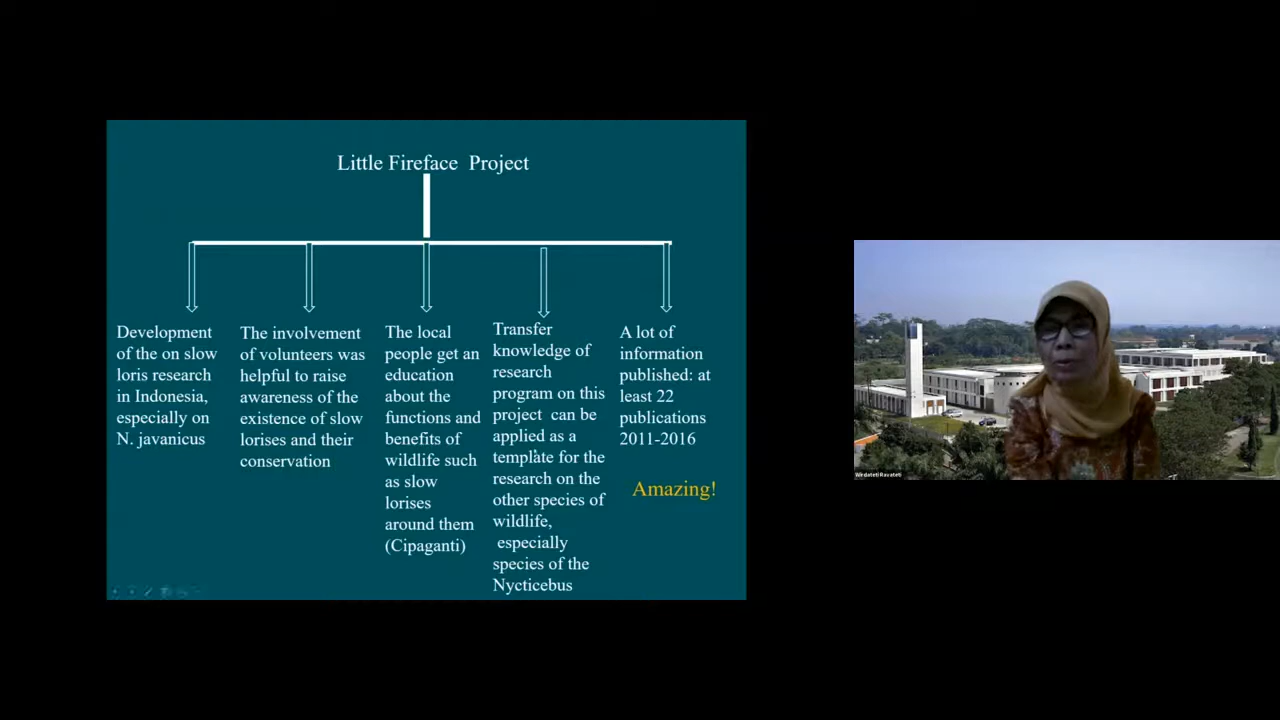 Little Fireface Project
Development
of the on slow
loris research
in Indonesia,
especially on
N. javanicus
The involvement
of volunteers was
helpful to raise
awareness of the
existence of slow
lorises and their
conservation
The local
people get an
education
about the
functions and
benefits of
wildlife such
as slow
lorises
around them
(Cipaganti)
Transfer
knowledge of
research
program on this
project can be
applied as a
template for the
research on the
other species of
wildlife,
especially
species of the
Nycticebus
A lot of
information
published: at
least 22
publications
2011-2016
Amazing!
Wirdateti Ravateti